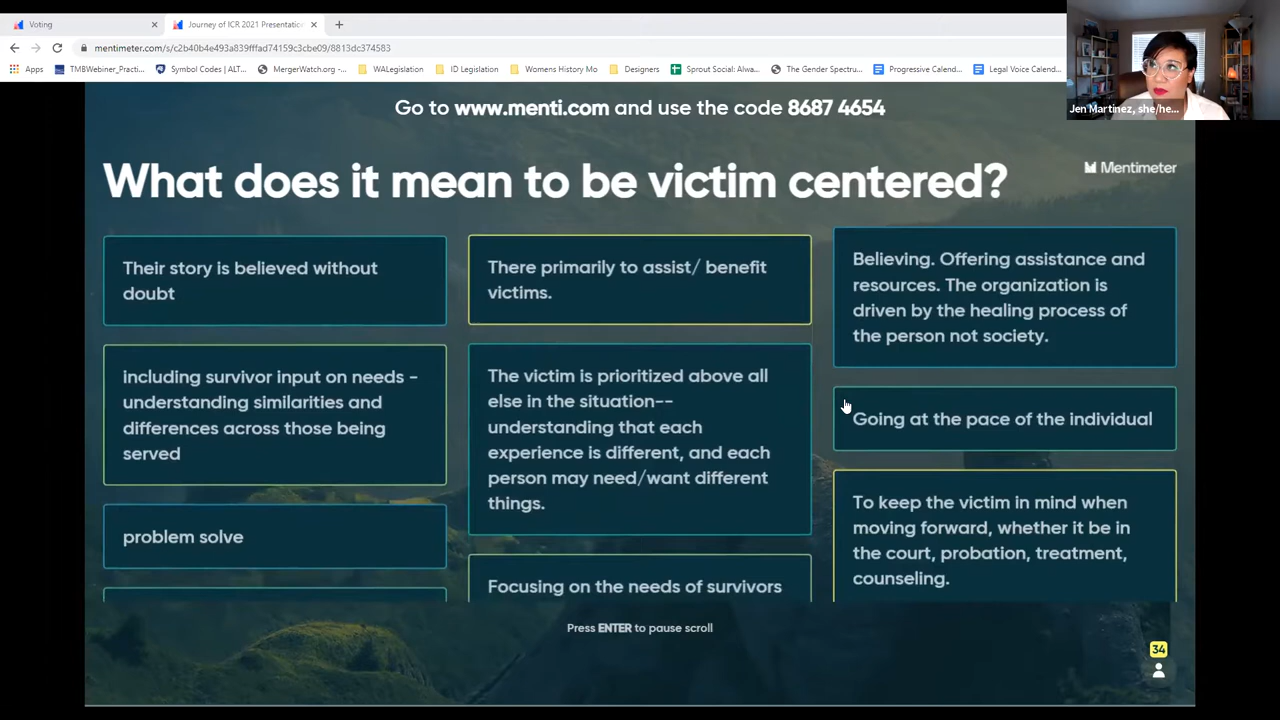 Voting
Journey of ICR 2021 Presentatio
mentimeter.com/s/c2b40b4e493a839fffad74159c3cbe09/8813dc374583
Apps
TMBWebiner_Practi...
Symbol Codes | ALT...
MergerWatch.org -...
WALegislation
ID Legislation
Womens History Mo
Designers
Sprout Social: Alwa...
The Gender Spectru...
Progressive Calend...
Legal Voice Calend...
Jen Martinez, she/he...
Go to www.menti.com and use the code 8687 4654
What does it mean to be victim centered?
Mentimeter
Their story is believed without
doubt
including survivor input on needs -
understanding similarities and
differences across those being
served
problem solve
There primarily to assist/ benefit
victims.
The victim is prioritized above all
else in the situation--
understanding that each
experience is different, and each
person may need/want different
things.
Focusing on the needs of survivors
Believing. Offering assistance and
resources. The organization is
driven by the healing process of
the person not society.
Going at the pace of the individual
To keep the victim in mind when
moving forward, whether it be in
the court, probation, treatment,
counseling.
Press ENTER to pause scroll
34